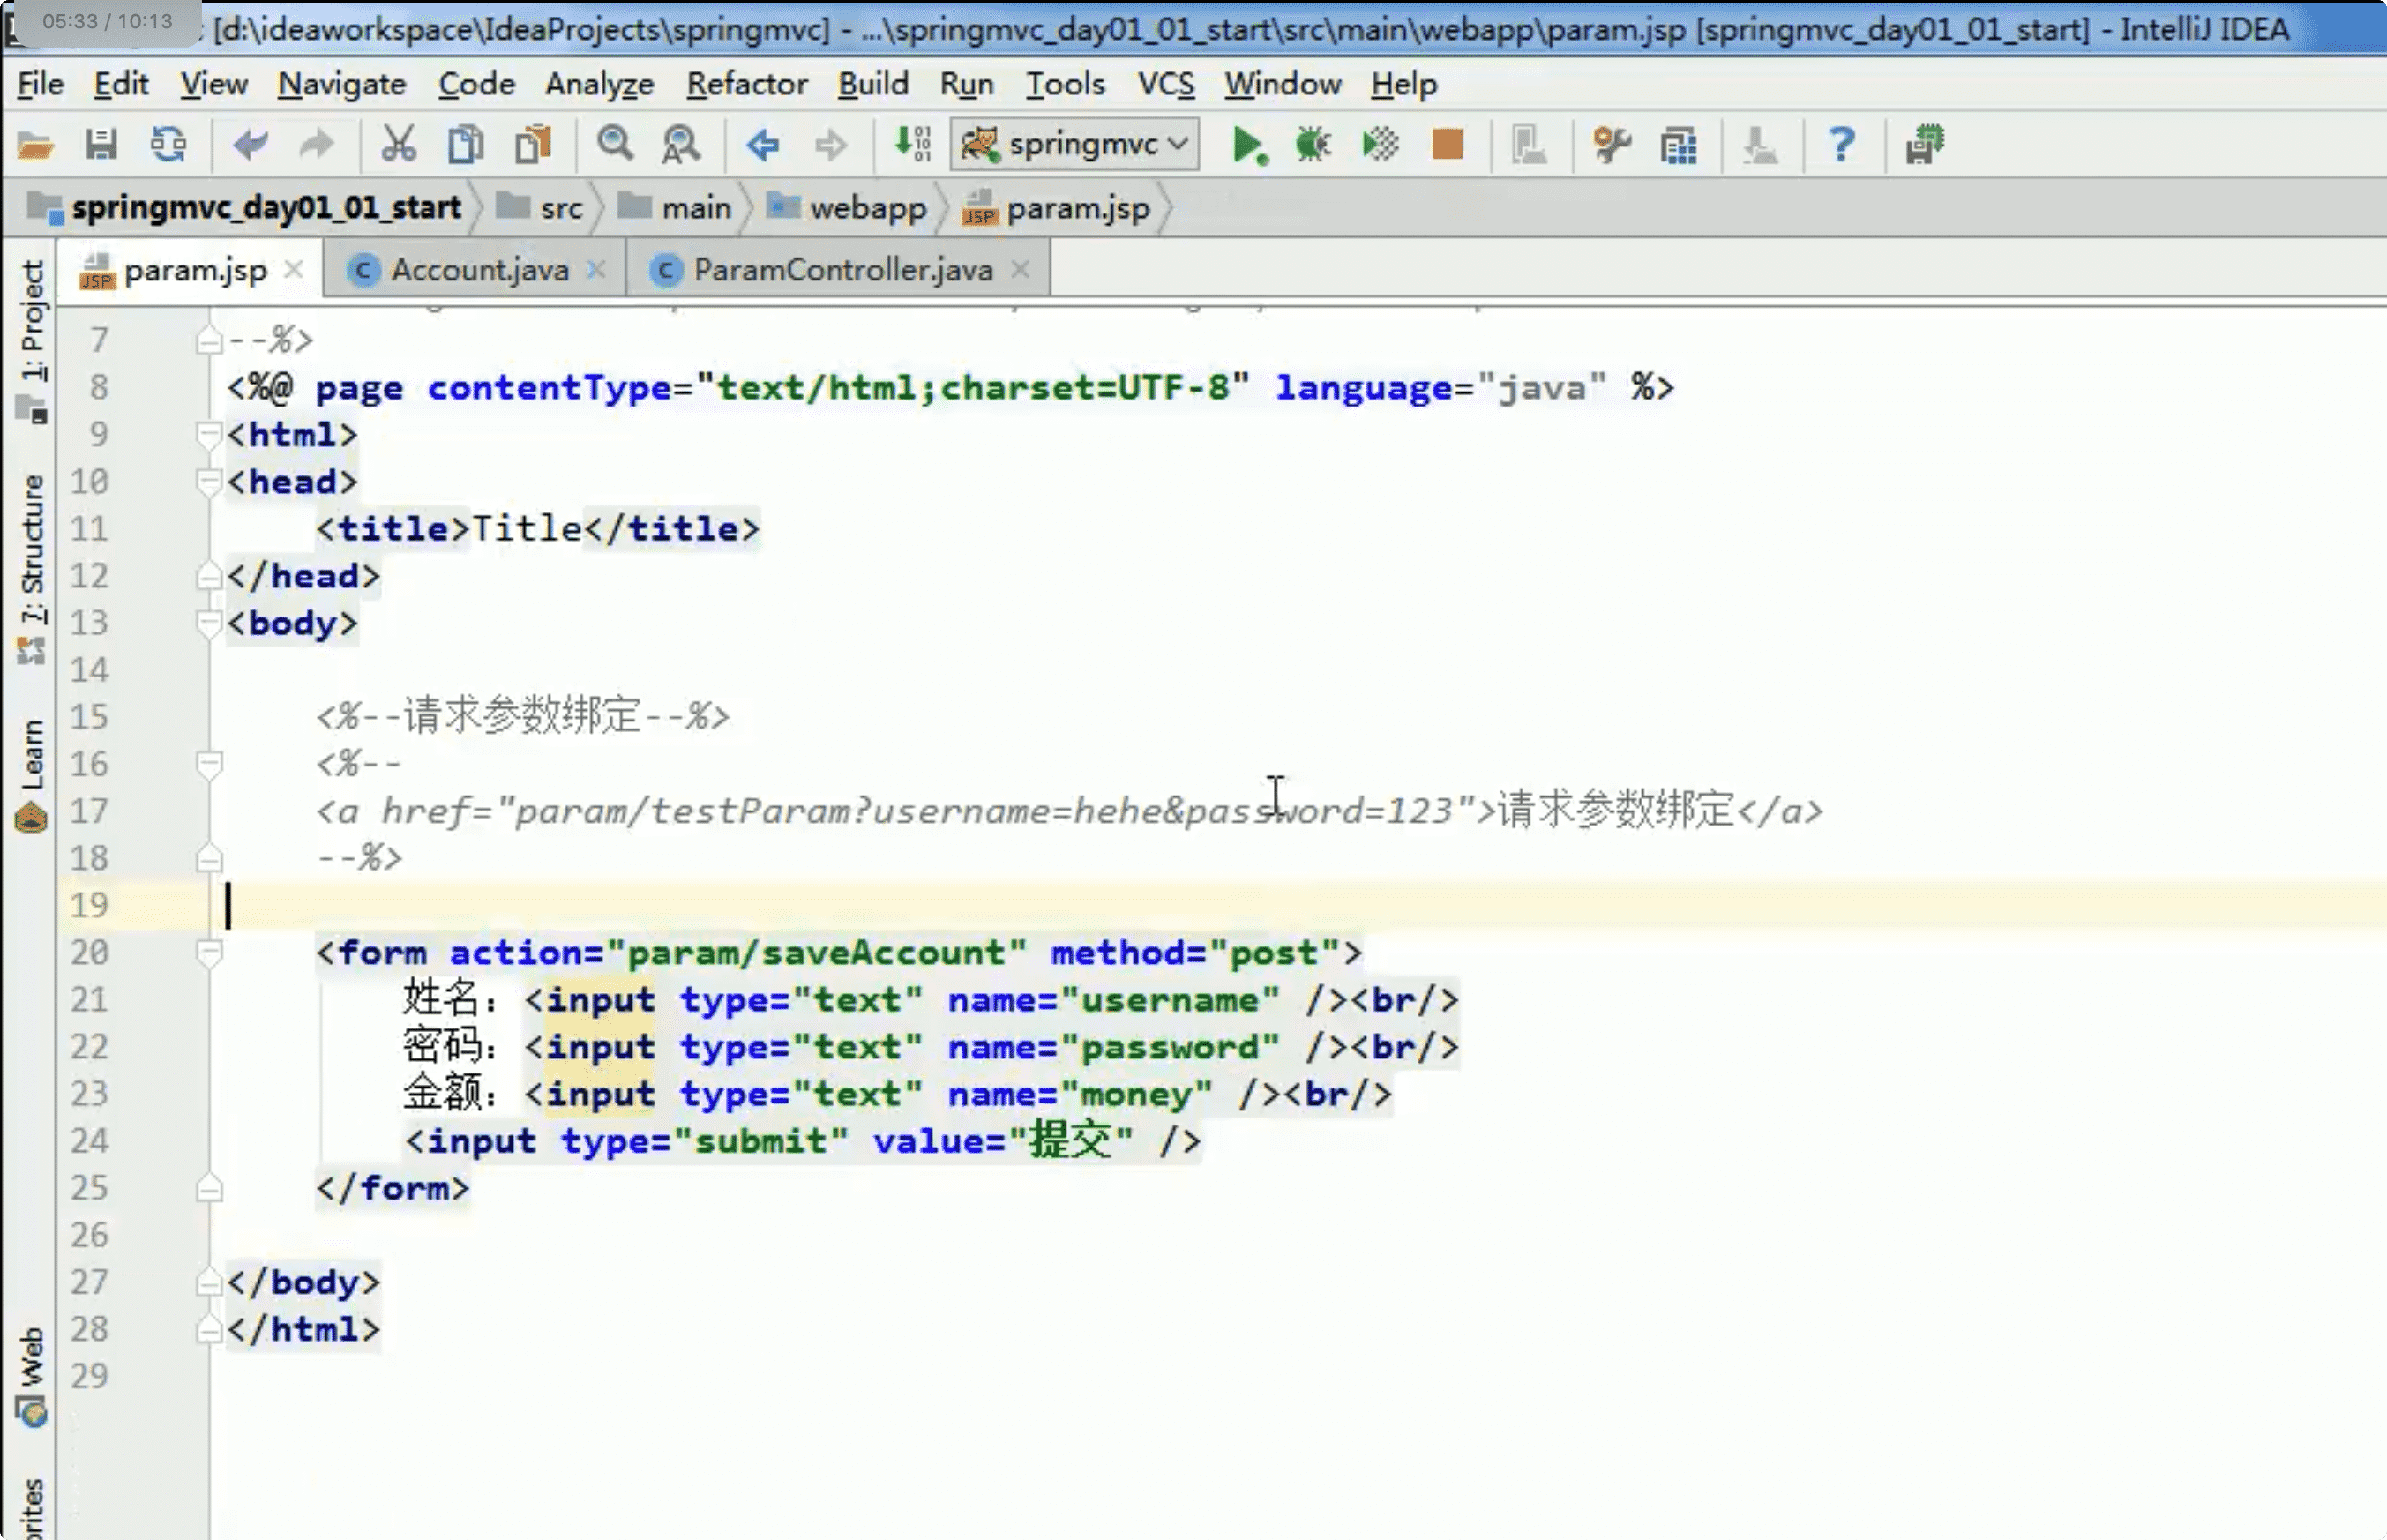 05:33 / 10:13
[d:\ideaworkspace\IdeaProjects\springmvc] - ...\springmvc_day01_01_start\src\main\webapp\param.jsp [springmvc_day01_01_start] - IntelliJ IDEA
File Edit View Navigate Code Analyze Refactor Build Run Tools VCS Window Help
springmvc
springmvc_day01_01_start src main webapp param.jsp
param.jsp Account.java ParamController.java
1: Project
7: Structure
Learn
Web
7 --%>
8 <%@ page contentType="text/html;charset=UTF-8" language="java" %>
9 <html>
10 <head>
11 <title>Title</title>
12 </head>
13 <body>
14
15 <%--请求参数绑定--%>
16 <%--
17 <a href="param/testParam?username=hehe&password=123">请求参数绑定</a>
18 --%>
19
20 <form action="param/saveAccount" method="post">
21 姓名：<input type="text" name="username" /><br/>
22 密码：<input type="text" name="password" /><br/>
23 金额：<input type="text" name="money" /><br/>
24 <input type="submit" value="提交" />
25 </form>
26
27 </body>
28 </html>
29